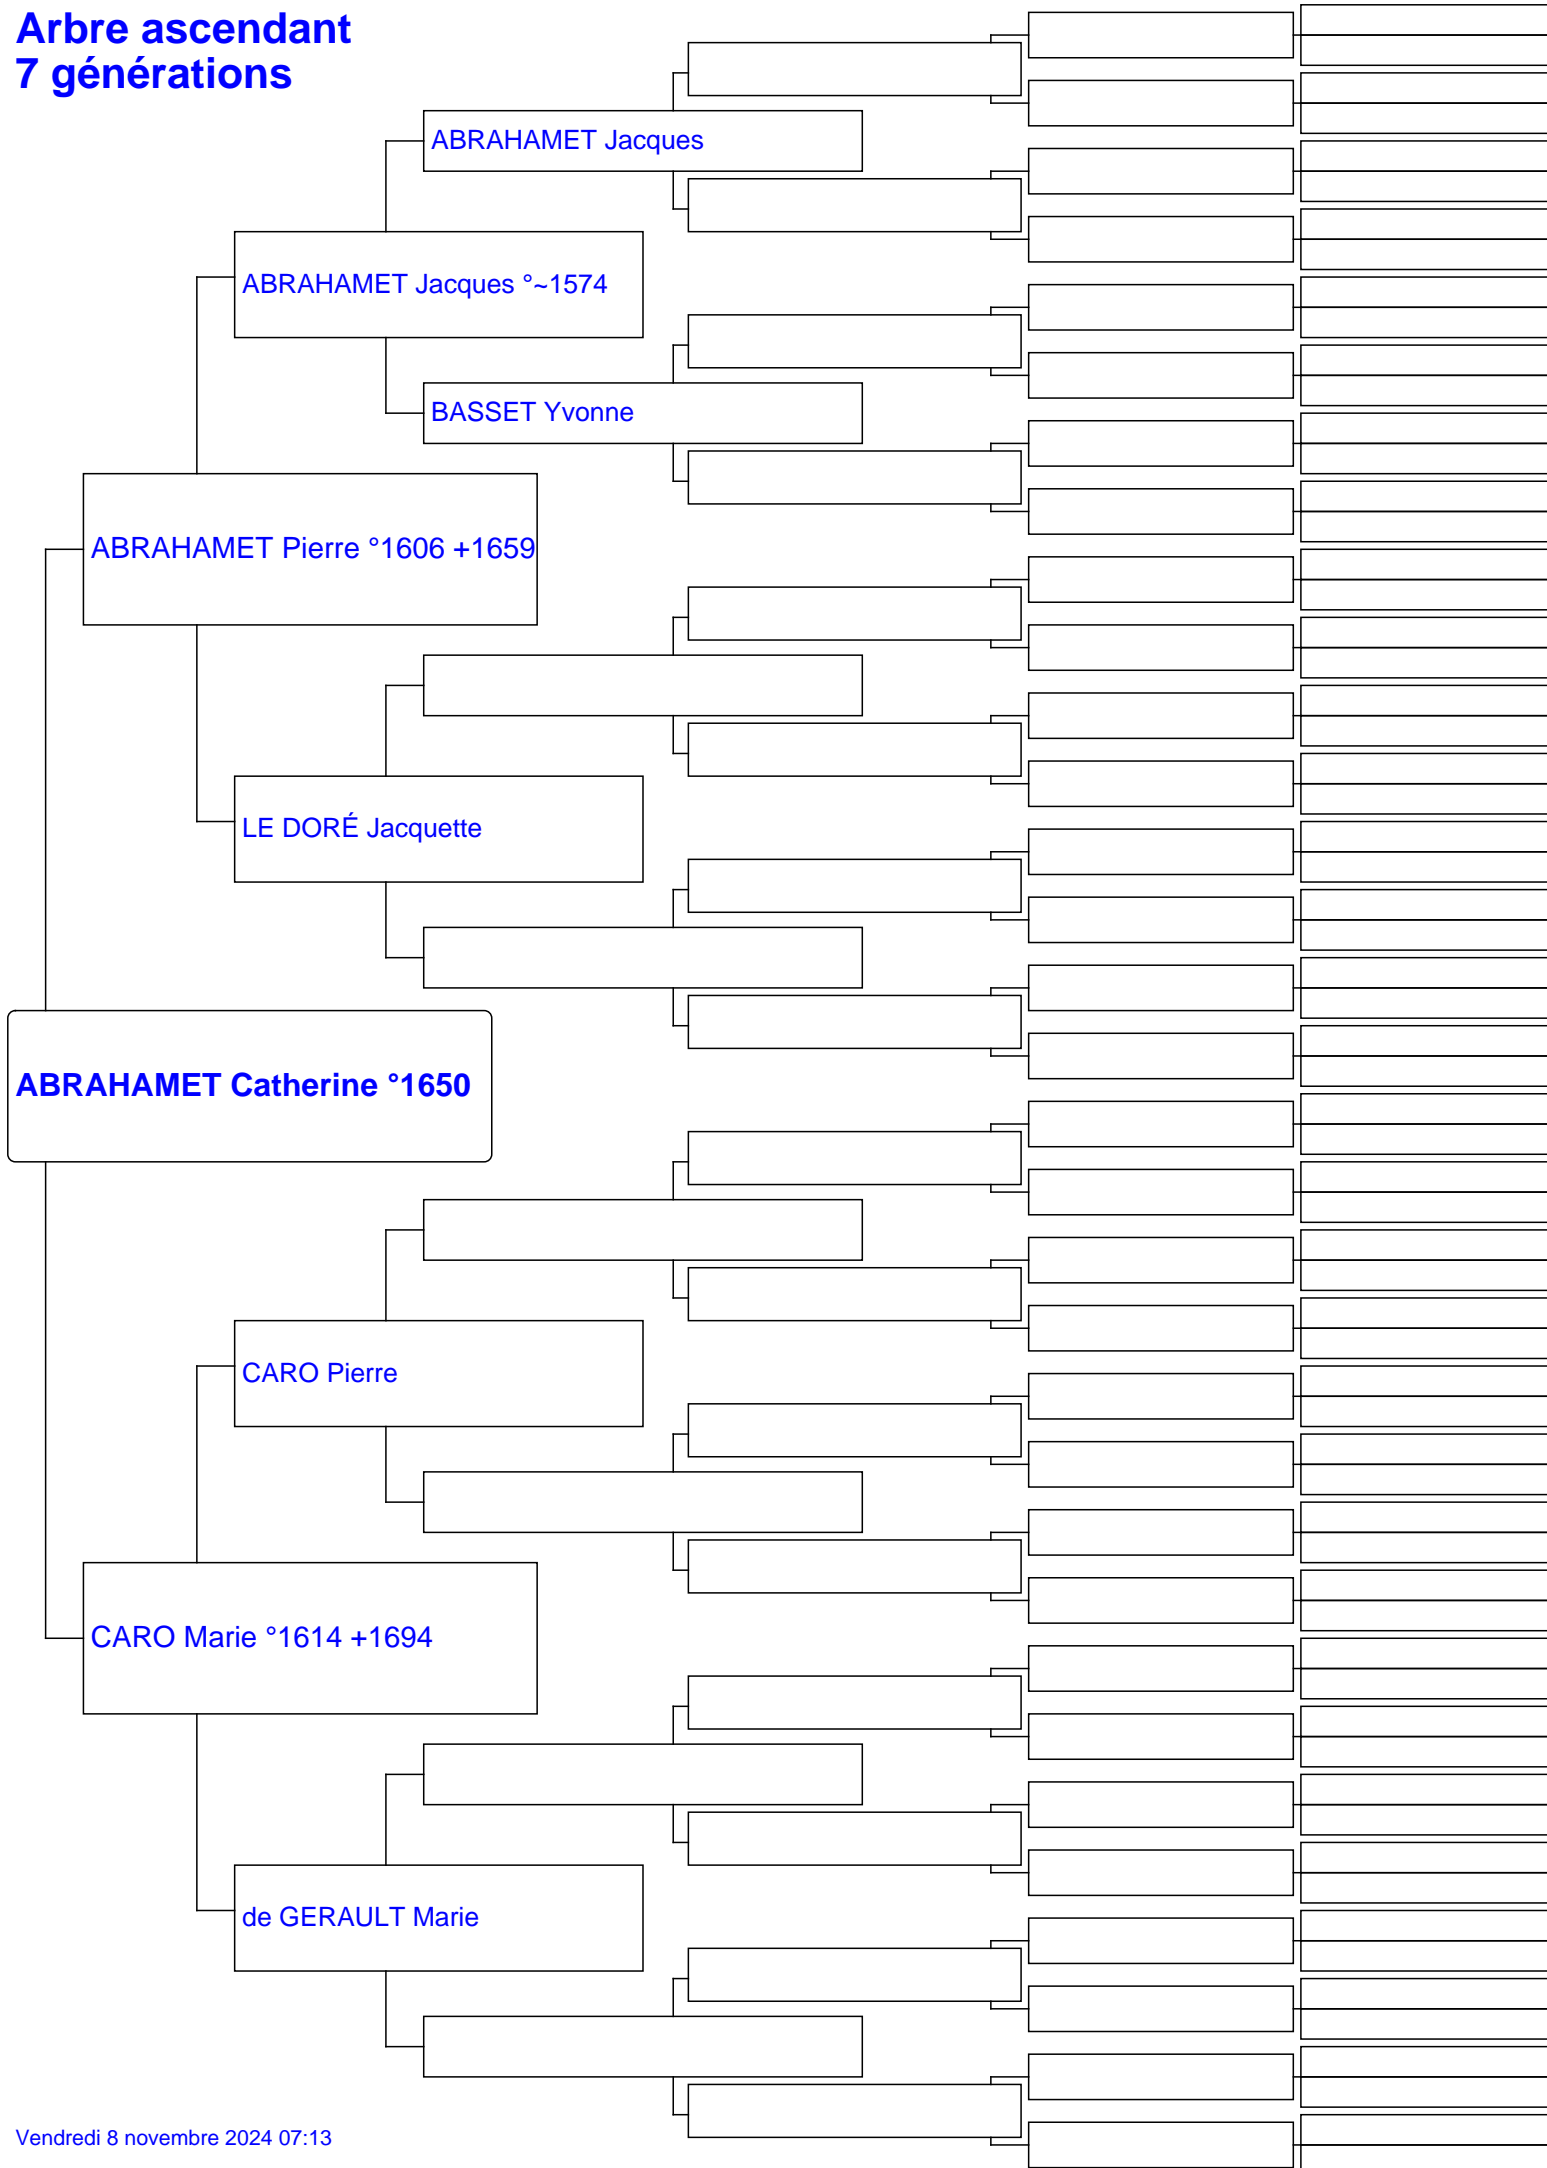 Arbre ascendant
7 générations
ABRAHAMET Jacques
ABRAHAMET Jacques °~1574
BASSET Yvonne
ABRAHAMET Pierre °1606 +1659
LE DORÉ Jacquette
ABRAHAMET Catherine °1650
CARO Pierre
CARO Marie °1614 +1694
de GERAULT Marie
Vendredi 8 novembre 2024 07:13